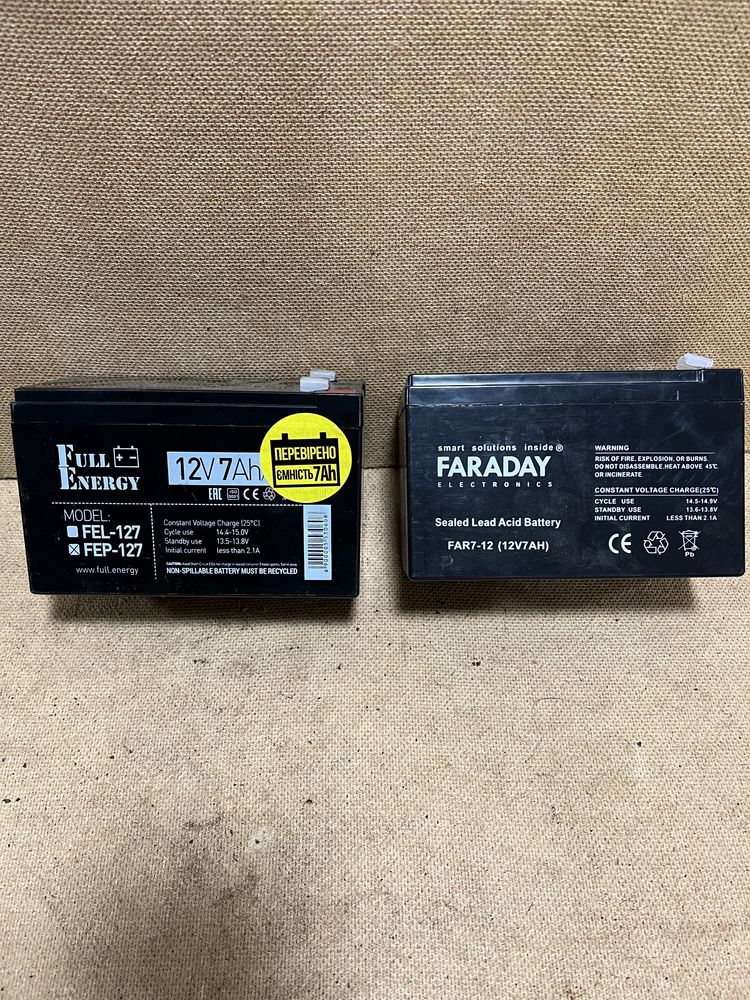 FULL
ENERGY
12V 7Ah
ПЕРЕВІРЕНО
ЄМНІСТЬ 7Ah
EAC ISO 9001 CE
MODEL:
FEL-127
FEP-127
www.full.energy
Constant Voltage Charge (25°C)
Cycle use 14.4-15.0V
Standby use 13.5-13.8V
Initial current less than 2.1A
NON-SPILLABLE BATTERY MUST BE RECYCLED
smart solutions inside®
FARADAY
ELECTRONICS
Sealed Lead Acid Battery
FAR7-12 (12V7AH)
WARNING
RISK OF FIRE, EXPLOSION, OR BURNS.
DO NOT DISASSEMBLE.HEAT ABOVE 45℃
OR INCINERATE.
CONSTANT VOLTAGE CHARGE(25℃)
CYCLE USE 14.5-14.9V
STANDBY USE 13.6-13.8V
INITIAL CURRENT LESS THAN 2.1A
CE Pb